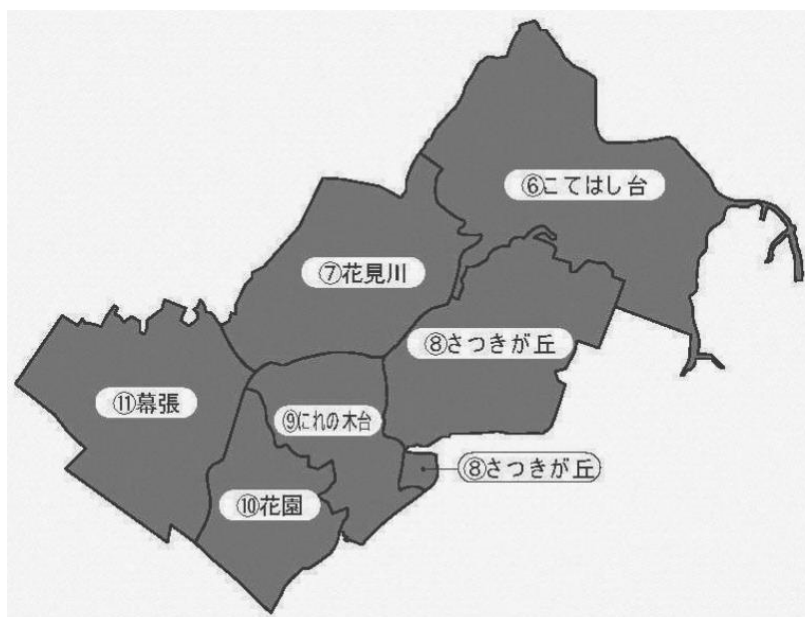 ⑥こてはし台
⑦花見川
⑧さつきが丘
⑪幕張
⑨にれの木台
⑧さつきが丘
⑩花園